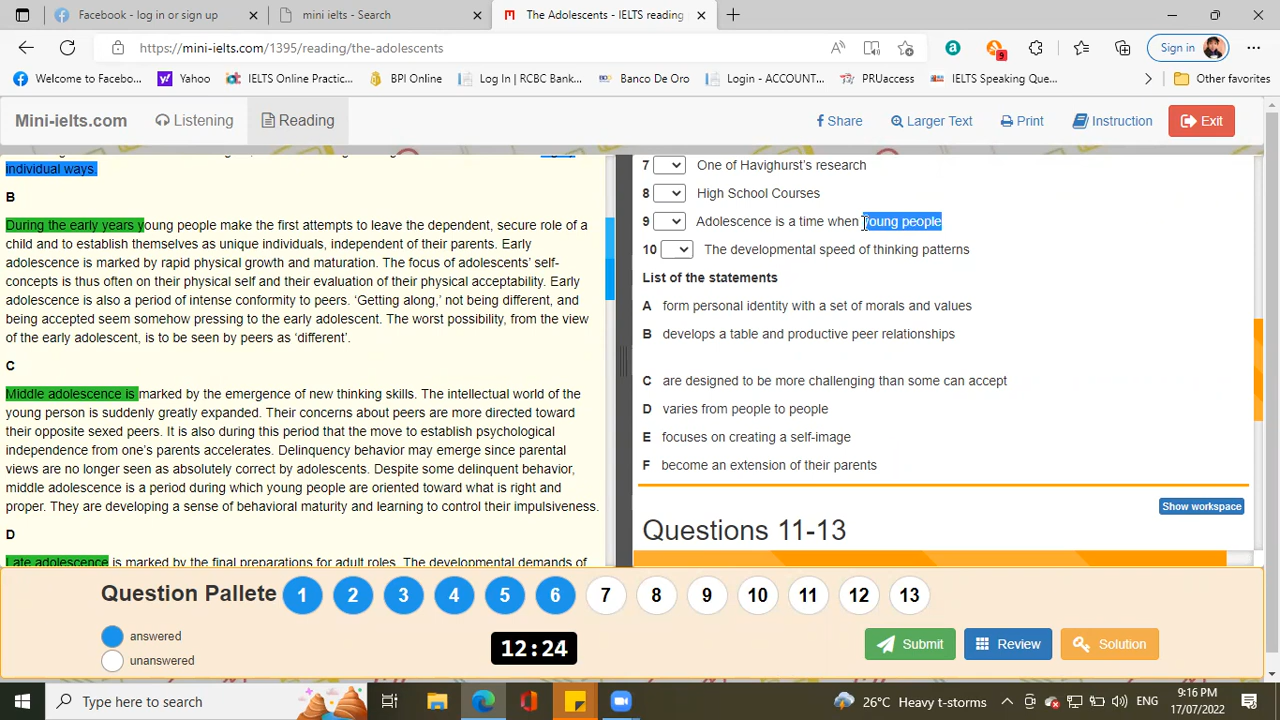 Facebook - log in or sign up
mini ielts - Search
The Adolescents - IELTS reading
https://mini-ielts.com/1395/reading/the-adolescents
Sign in
Welcome to Facebo...
Yahoo
IELTS Online Practic...
BPI Online
Log In | RCBC Bank...
Banco De Oro
Login - ACCOUNT...
PRUaccess
IELTS Speaking Que...
Other favorites
Mini-ielts.com
Listening
Reading
Share
Larger Text
Print
Instruction
Exit
individual ways.
B
During the early years young people make the first attempts to leave the dependent, secure role of a
child and to establish themselves as unique individuals, independent of their parents. Early
adolescence is marked by rapid physical growth and maturation. The focus of adolescents' self-
concepts is thus often on their physical self and their evaluation of their physical acceptability. Early
adolescence is also a period of intense conformity to peers. 'Getting along,' not being different, and
being accepted seem somehow pressing to the early adolescent. The worst possibility, from the view
of the early adolescent, is to be seen by peers as 'different'.
C
Middle adolescence is marked by the emergence of new thinking skills. The intellectual world of the
young person is suddenly greatly expanded. Their concerns about peers are more directed toward
their opposite sexed peers. It is also during this period that the move to establish psychological
independence from one's parents accelerates. Delinquency behavior may emerge since parental
views are no longer seen as absolutely correct by adolescents. Despite some delinquent behavior,
middle adolescence is a period during which young people are oriented toward what is right and
proper. They are developing a sense of behavioral maturity and learning to control their impulsiveness.
D
Late adolescence is marked by the final preparations for adult roles. The developmental demands of
7 One of Havighurst's research
8 High School Courses
9 Adolescence is a time when young people
10 The developmental speed of thinking patterns
List of the statements
A form personal identity with a set of morals and values
B develops a table and productive peer relationships
C are designed to be more challenging than some can accept
D varies from people to people
E focuses on creating a self-image
F become an extension of their parents
Show workspace
Questions 11-13
Question Pallete 1 2 3 4 5 6 7 8 9 10 11 12 13
answered
unanswered
12:24
Submit
Review
Solution
Type here to search
26°C Heavy t-storms
ENG
9:16 PM
17/07/2022